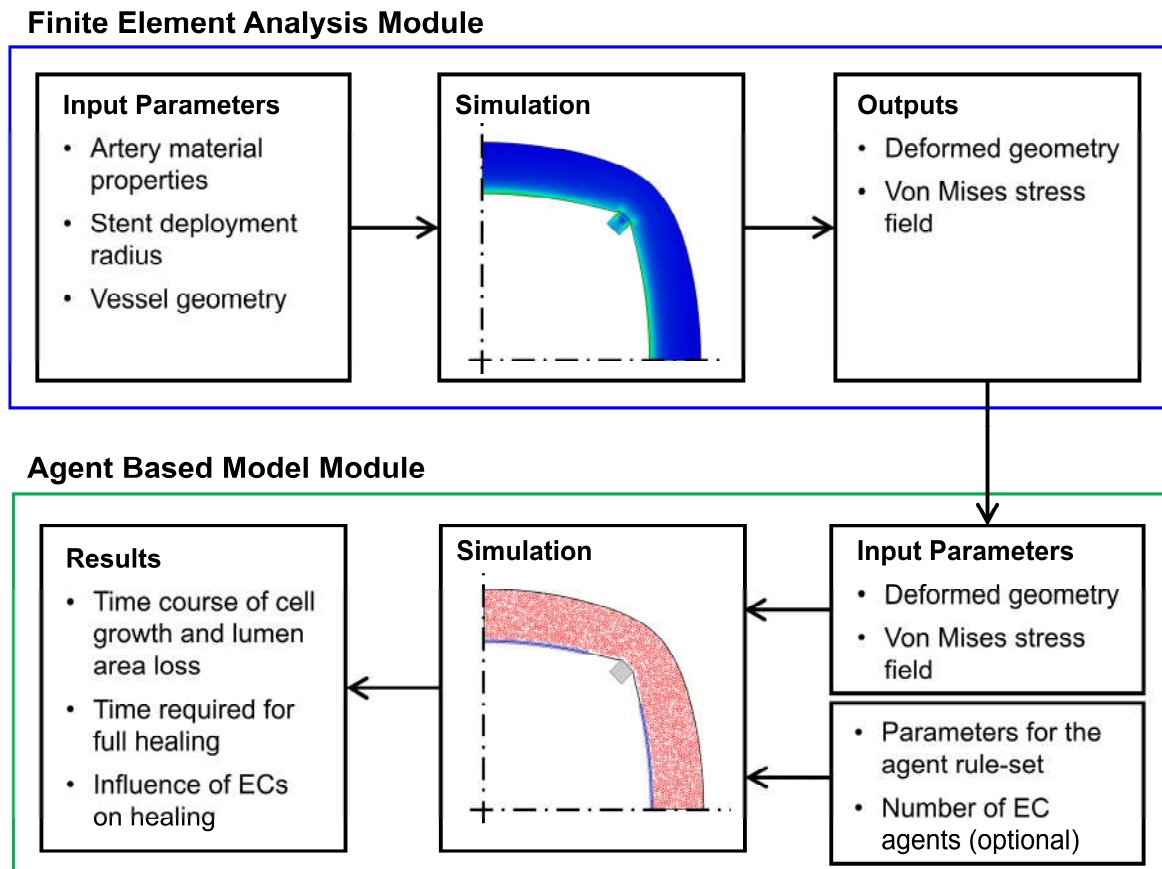 Finite Element Analysis Module
Input Parameters
• Artery material
properties
• Stent deployment
radius
• Vessel geometry
Simulation
Outputs
• Deformed geometry
• Von Mises stress
field
Agent Based Model Module
Results
• Time course of cell
growth and lumen
area loss
• Time required for
full healing
• Influence of ECs
on healing
Simulation
Input Parameters
• Deformed geometry
• Von Mises stress
field
• Parameters for the
agent rule-set
• Number of EC
agents (optional)